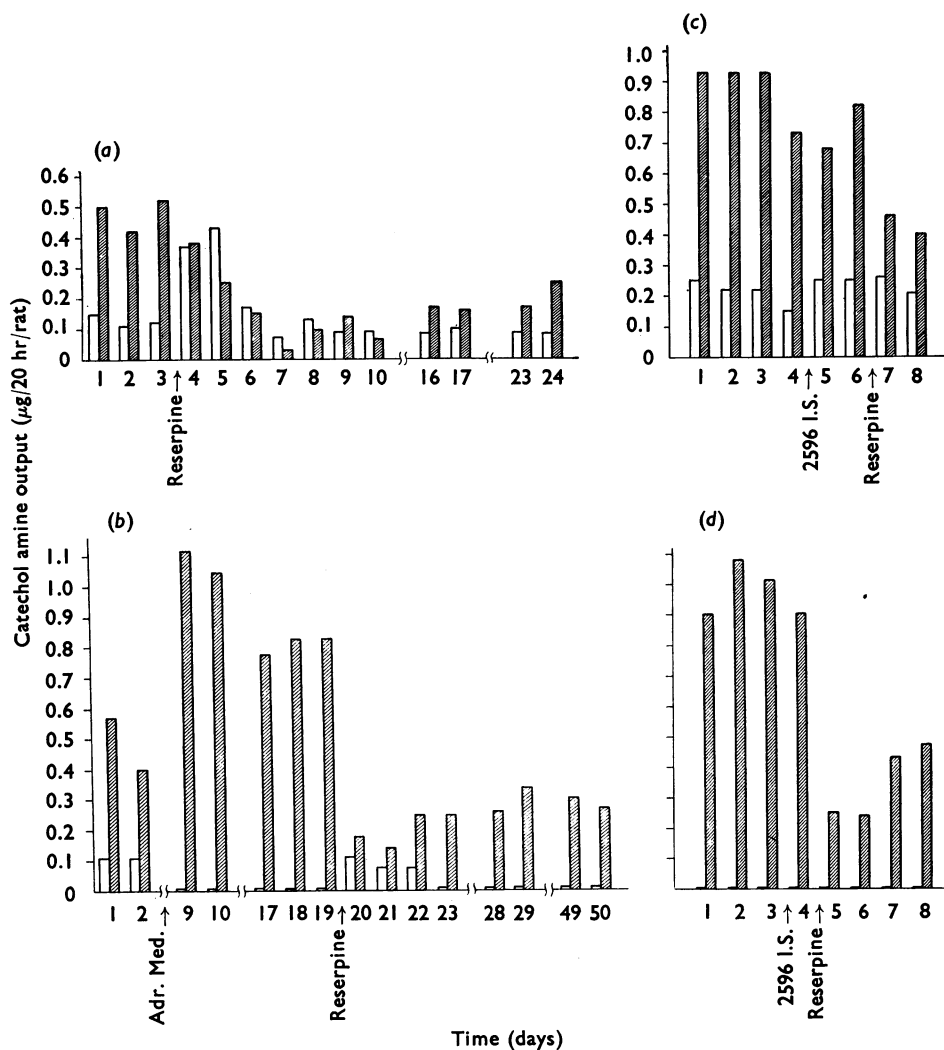 (a)
0.6
0.5
0.4
0.3
0.2
0.1
0
1 2 3 4 5 6 7 8 9 10 16 17 23 24
Reserpine
(c)
1.0
0.9
0.8
0.7
0.6
0.5
0.4
0.3
0.2
0.1
0
1 2 3 4 5 6 7 8
2596 I.S.
Reserpine
Catechol amine output (μg/20 hr/rat)
(b)
1.1
1.0
0.9
0.8
0.7
0.6
0.5
0.4
0.3
0.2
0.1
0
1 2 9 10 17 18 19 20 21 22 23 28 29 49 50
Adr. Med.
Reserpine
(d)
1 2 3 4 5 6 7 8
2596 I.S.
Reserpine
Time (days)